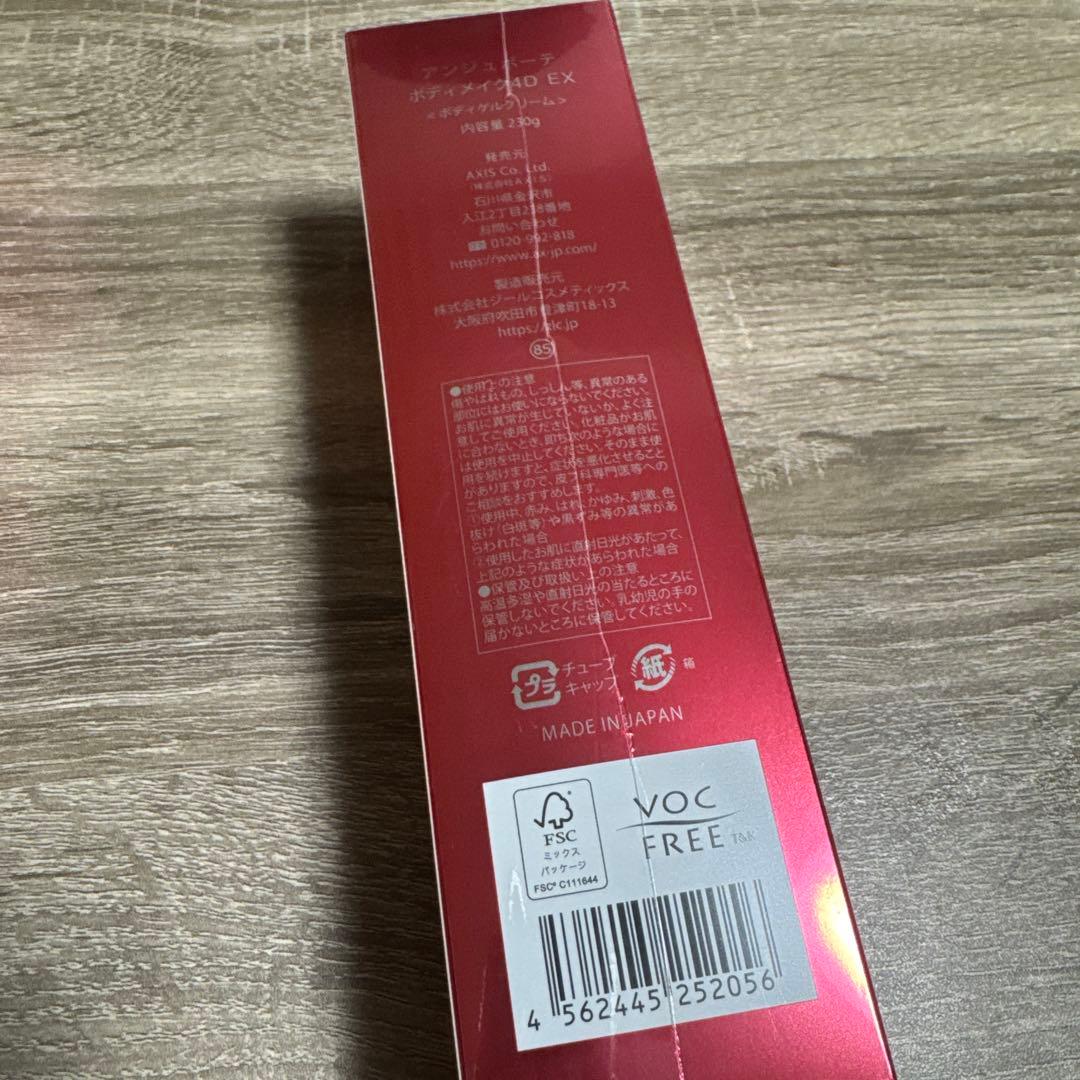 アンジュボーテ
ボディメイク4D EX
<ボディゲルクリーム>
内容量 230g
発売元
AXIS Co. Ltd.
(株式会社AXIS)
石川県金沢市
入江2丁目238番地
お問い合わせ
0120-992-818
https://www.ax-jp.com/
製造販売元
株式会社ジールコスメティックス
大阪府吹田市豊津町18-13
https://zlc.jp
85
●使用上の注意
傷やはれもの、しっしん等、異常のある
部位にはお使いにならないでください。
お肌に異常が生じていないか、よく注
意してご使用ください。化粧品がお肌
に合わないとき、即ち次のような場合に
は使用を中止してください。そのまま使
用を続けますと、症状を悪化させること
がありますので、皮フ科専門医等への
ご相談をおすすめします。
①使用中、赤み、はれ、かゆみ、刺激、色
抜け(白斑等)や黒ずみ等の異常があ
らわれた場合
②使用したお肌に直射日光があたって、
上記のような症状があらわれた場合
●保管及び取扱い上の注意
高温多湿や直射日光の当たるところに
保管しないでください。乳幼児の手の
届かないところに保管してください。
プラ チューブ
キャップ
紙 箱
MADE IN JAPAN
FSC
ミックス
パッケージ
FSC® C111644
VOC
FREE T&K
4 562445 252056